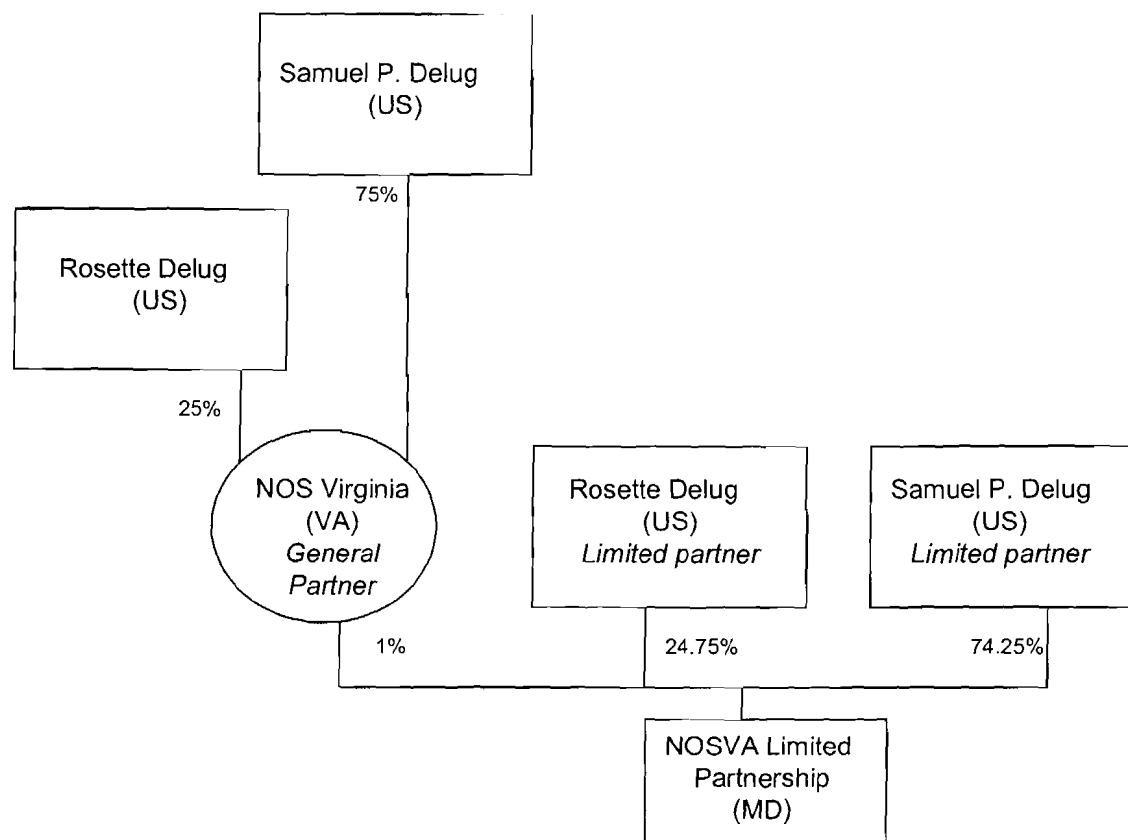 Samuel P. Delug
(US)
75%
Rosette Delug
(US)
25%
NOS Virginia
(VA)
General
Partner
Rosette Delug
(US)
Limited partner
Samuel P. Delug
(US)
Limited partner
1%
24.75%
74.25%
NOSVA Limited
Partnership
(MD)